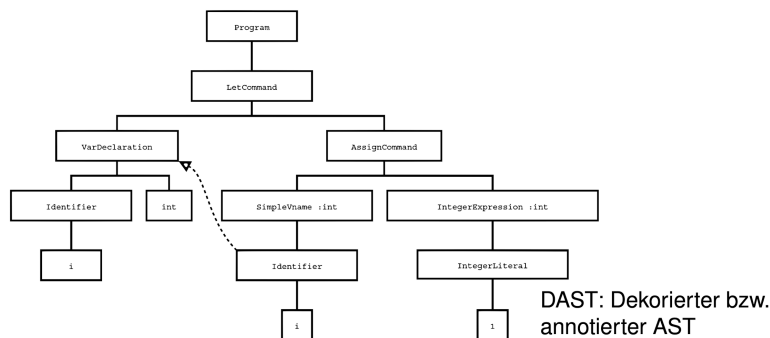 Program
LetCommand
VarDeclaration
AssignCommand
Identifier
int
SimpleVname :int
IntegerExpression :int
i
Identifier
IntegerLiteral
i
1
DAST: Dekorierter bzw.
annotierter AST